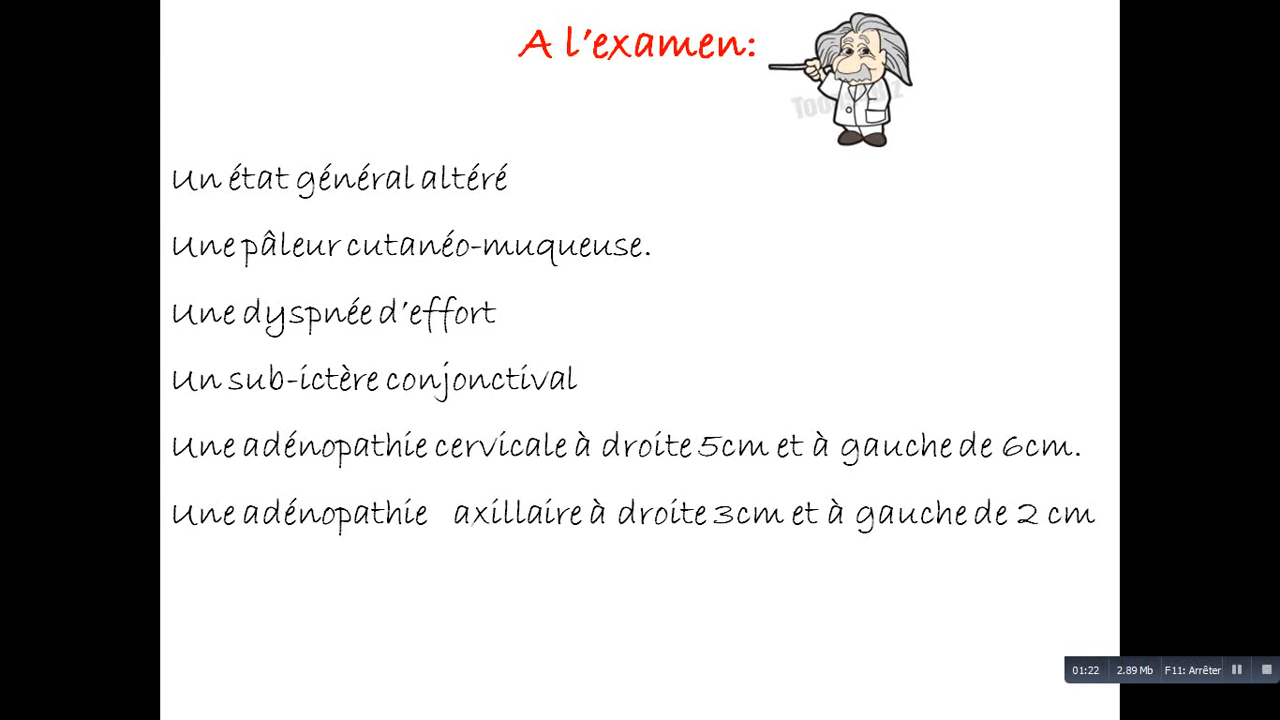 A l'examen:
Un état général altéré
Une pâleur cutanéo-muqueuse.
Une dyspnée d'effort
Un sub-ictère conjonctival
Une adénopathie cervicale à droite 5cm et à gauche de 6cm.
Une adénopathie axillaire à droite 3cm et à gauche de 2 cm
01:22 2.89 Mb F11: Arrêter